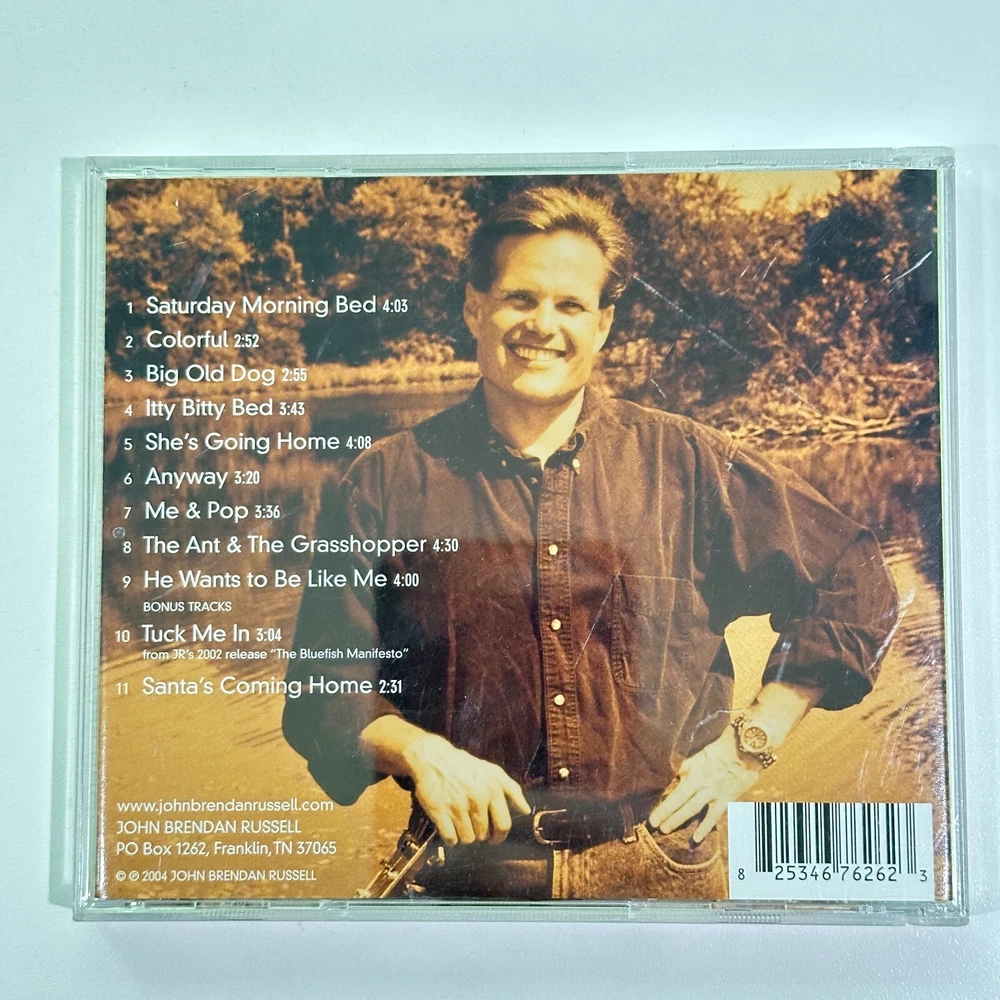 1 Saturday Morning Bed 4:03
2 Colorful 2:52
3 Big Old Dog 2:55
4 Itty Bitty Bed 3:43
5 She's Going Home 4:08
6 Anyway 3:20
7 Me & Pop 3:36
8 The Ant & The Grasshopper 4:30
9 He Wants to Be Like Me 4:00
BONUS TRACKS
10 Tuck Me In 3:04
from JR's 2002 release "The Bluefish Manifesto"
11 Santa's Coming Home 2:31
www.johnbrendanrussell.com
JOHN BRENDAN RUSSELL
PO Box 1262, Franklin, TN 37065
© ℗ 2004 JOHN BRENDAN RUSSELL
8 25346 76262 3